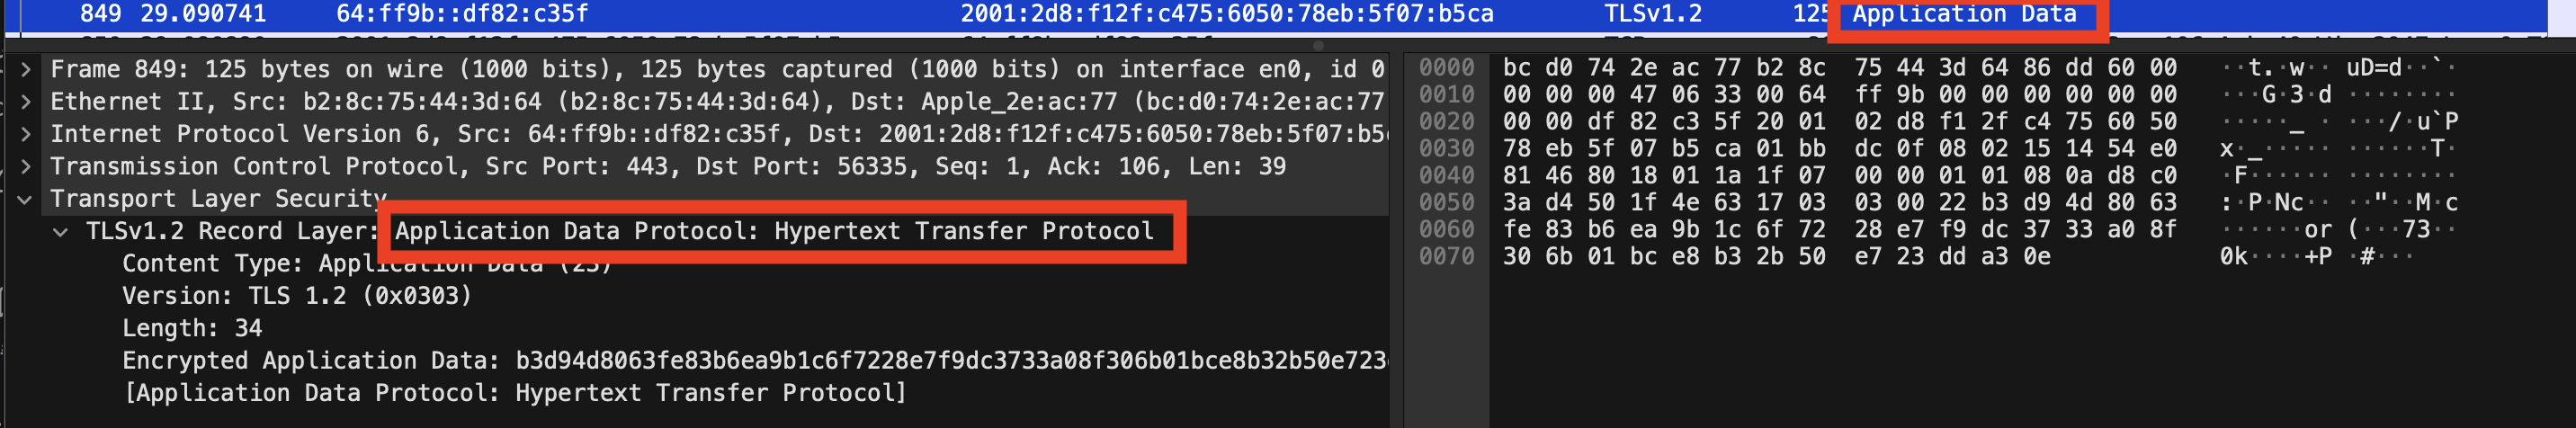 849 29.090741 64:ff9b::df82:c35f 2001:2d8:f12f:c475:6050:78eb:5f07:b5ca TLSv1.2 125 Application Data
Frame 849: 125 bytes on wire (1000 bits), 125 bytes captured (1000 bits) on interface en0, id 0
Ethernet II, Src: b2:8c:75:44:3d:64 (b2:8c:75:44:3d:64), Dst: Apple_2e:ac:77 (bc:d0:74:2e:ac:77
Internet Protocol Version 6, Src: 64:ff9b::df82:c35f, Dst: 2001:2d8:f12f:c475:6050:78eb:5f07:b5
Transmission Control Protocol, Src Port: 443, Dst Port: 56335, Seq: 1, Ack: 106, Len: 39
Transport Layer Security
TLSv1.2 Record Layer: Application Data Protocol: Hypertext Transfer Protocol
Content Type: Application Data (23)
Version: TLS 1.2 (0x0303)
Length: 34
Encrypted Application Data: b3d94d8063fe83b6ea9b1c6f7228e7f9dc3733a08f306b01bce8b32b50e723
[Application Data Protocol: Hypertext Transfer Protocol]
0000 bc d0 74 2e ac 77 b2 8c 75 44 3d 64 86 dd 60 00 ··t.·w·· uD=d··`·
0010 00 00 00 47 06 33 00 64 ff 9b 00 00 00 00 00 00 ···G·3·d ········
0020 00 00 df 82 c3 5f 20 01 02 d8 f1 2f c4 75 60 50 ·····_ · ···/·u`P
0030 78 eb 5f 07 b5 ca 01 bb dc 0f 08 02 15 14 54 e0 x·_····· ······T·
0040 81 46 80 18 01 1a 1f 07 00 00 01 01 08 0a d8 c0 ·F······ ········
0050 3a d4 50 1f 4e 63 17 03 03 00 22 b3 d9 4d 80 63 :·P·Nc·· ··"··M·c
0060 fe 83 b6 ea 9b 1c 6f 72 28 e7 f9 dc 37 33 a0 8f ······or (···73··
0070 30 6b 01 bc e8 b3 2b 50 e7 23 dd a3 0e 0k····+P ·#···